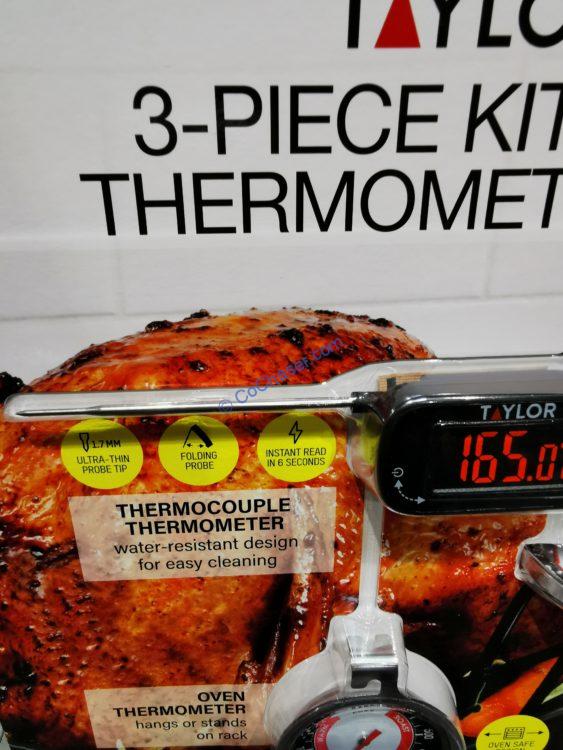 TAYLO
3-PIECE KIT
THERMOMET
© CoCoesar.com
TAYLOR
165.0
1.7 MM
ULTRA-THIN
PROBE TIP
FOLDING
PROBE
INSTANT READ
IN 6 SECONDS
THERMOCOUPLE
THERMOMETER
water-resistant design
for easy cleaning
OVEN
THERMOMETER
hangs or stands
on rack
OVEN SAFE